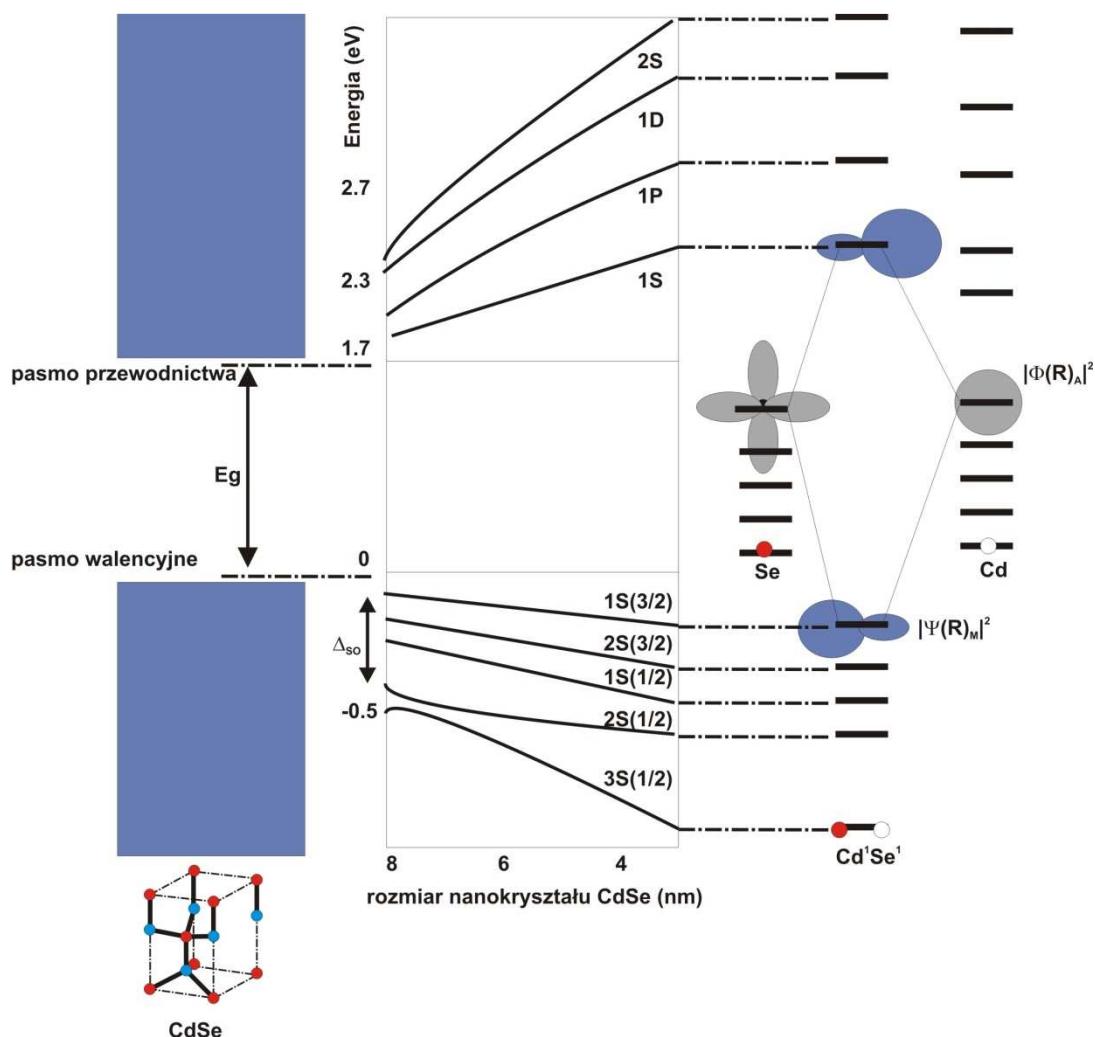 Energia (eV)
2S
1D
2.7
1P
2.3
1S
1.7
pasmo przewodnictwa
|Φ(R)A|²
Eg
pasmo walencyjne
0
Se
Cd
1S(3/2)
|Ψ(R)M|²
ΔSO
2S(3/2)
1S(1/2)
-0.5
2S(1/2)
3S(1/2)
Cd¹Se¹
8 6 4
rozmiar nanokryształu CdSe (nm)
CdSe